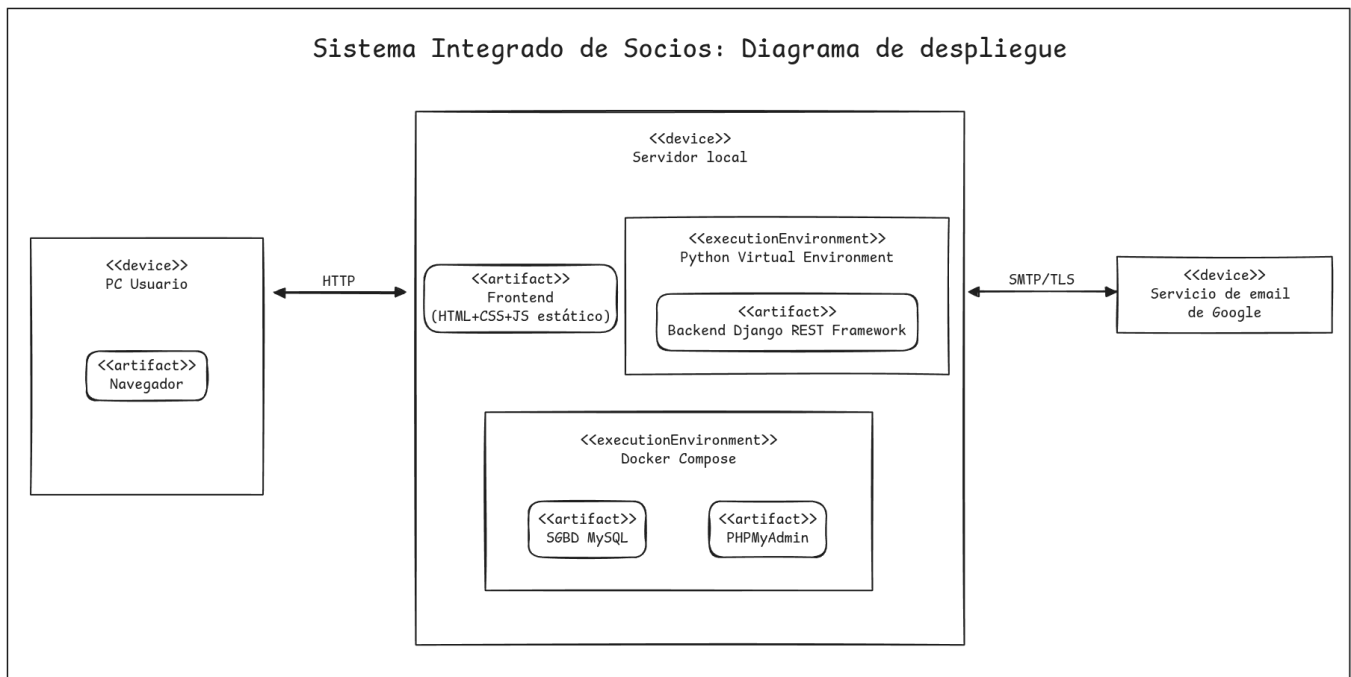 Sistema Integrado de Socios: Diagrama de despliegue
<<device>>
PC Usuario
<<artifact>>
Navegador
HTTP
<<device>>
Servidor local
<<artifact>>
Frontend
(HTML+CSS+JS estático)
<<executionEnvironment>>
Python Virtual Environment
<<artifact>>
Backend Django REST Framework
<<executionEnvironment>>
Docker Compose
<<artifact>>
SGBD MySQL
<<artifact>>
PHPMyAdmin
SMTP/TLS
<<device>>
Servicio de email
de Google